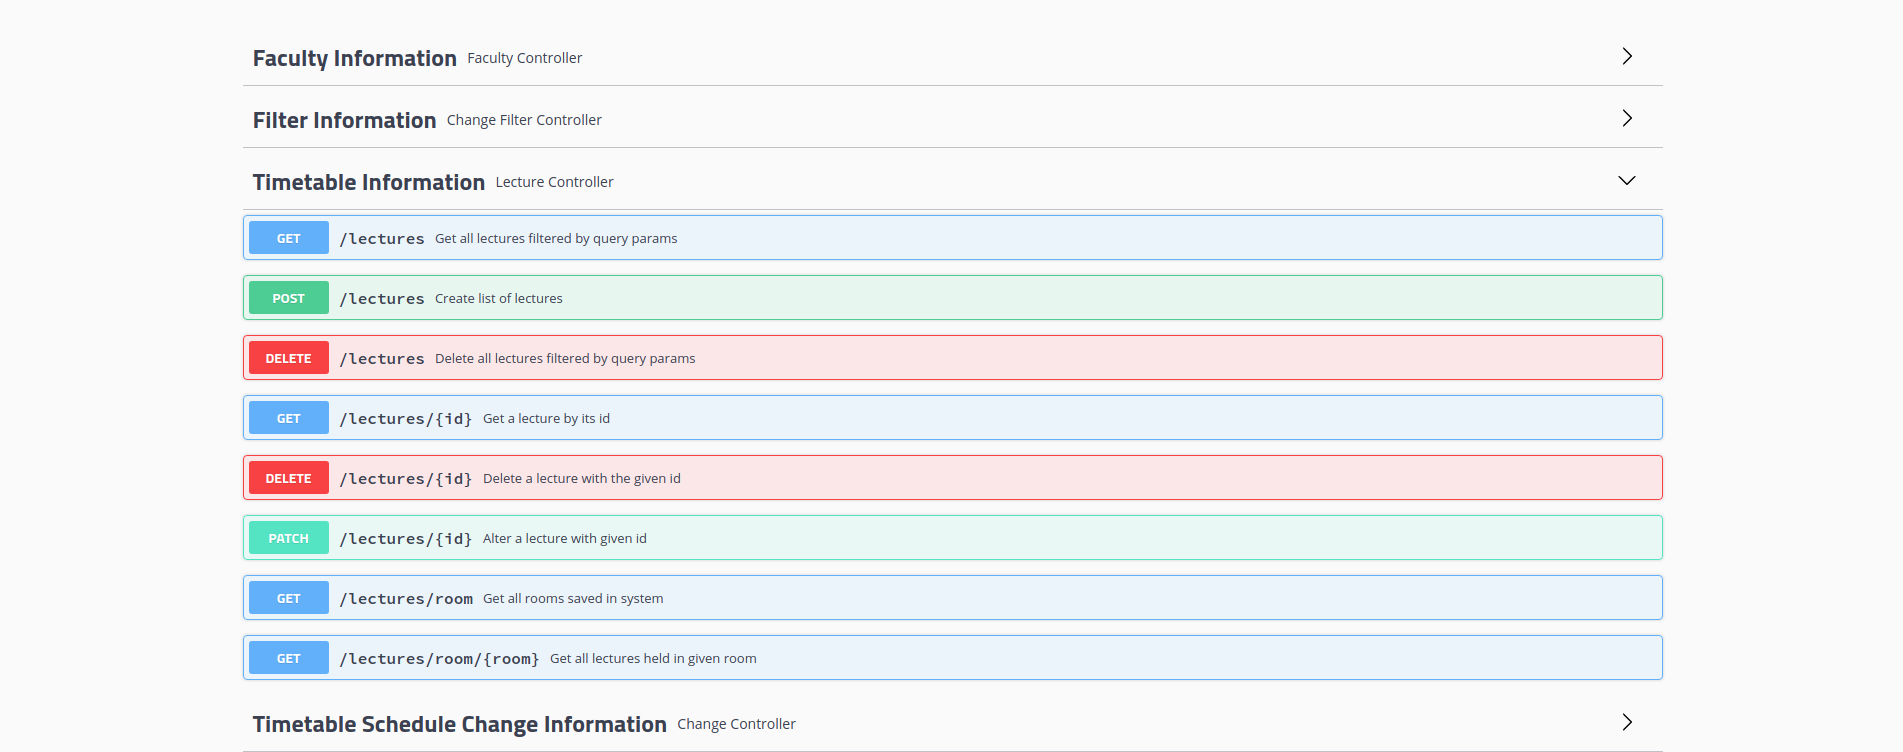 Faculty Information Faculty Controller
Filter Information Change Filter Controller
Timetable Information Lecture Controller
GET /lectures Get all lectures filtered by query params
POST /lectures Create list of lectures
DELETE /lectures Delete all lectures filtered by query params
GET /lectures/{id} Get a lecture by its id
DELETE /lectures/{id} Delete a lecture with the given id
PATCH /lectures/{id} Alter a lecture with given id
GET /lectures/room Get all rooms saved in system
GET /lectures/room/{room} Get all lectures held in given room
Timetable Schedule Change Information Change Controller